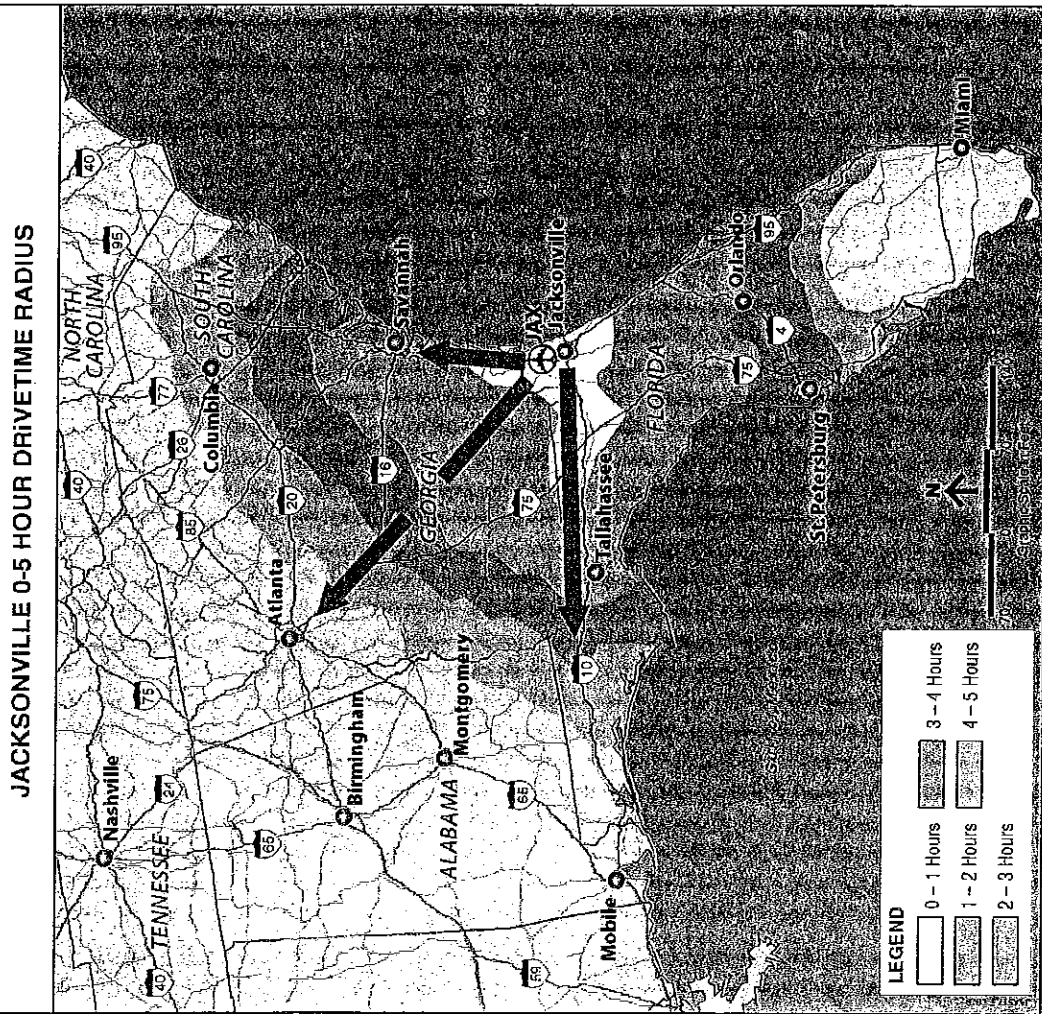 JACKSONVILLE 0-5 HOUR DRIVETIME RADIUS
40
95
NORTH
CAROLINA
40
77
26
85
SOUTH
CAROLINA
Columbia
Nashville
75
24
TENNESSEE
40
Atlanta
20
65
Birmingham
16
Savannah
GEORGIA
Montgomery
ALABAMA
65
59
75
JAX
Jacksonville
Tallahassee
10
Mobile
FLORIDA
75
Orlando
95
4
St. Petersburg
Miami
N
LEGEND
0 – 1 Hours
1 – 2 Hours
2 – 3 Hours
3 – 4 Hours
4 – 5 Hours